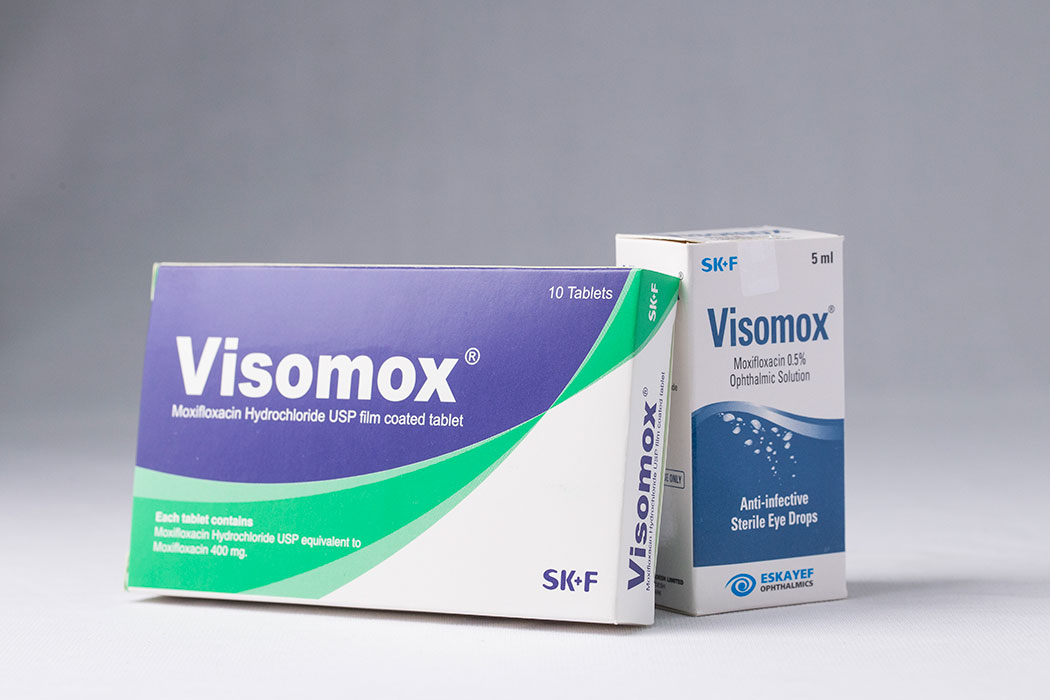 10 Tablets
Visomox®
Moxifloxacin Hydrochloride USP film coated tablet
Each tablet contains
Moxifloxacin Hydrochloride USP equivalent to
Moxifloxacin 400 mg.
SK+F
SK+F
Visomox®
Moxifloxacin Hydrochloride USP film coated tablet
SK+F
5 ml
Visomox®
Moxifloxacin 0.5%
Ophthalmic Solution
Anti-infective
Sterile Eye Drops
ESKAYEF
OPHTHALMICS
ONLY
LIMITED